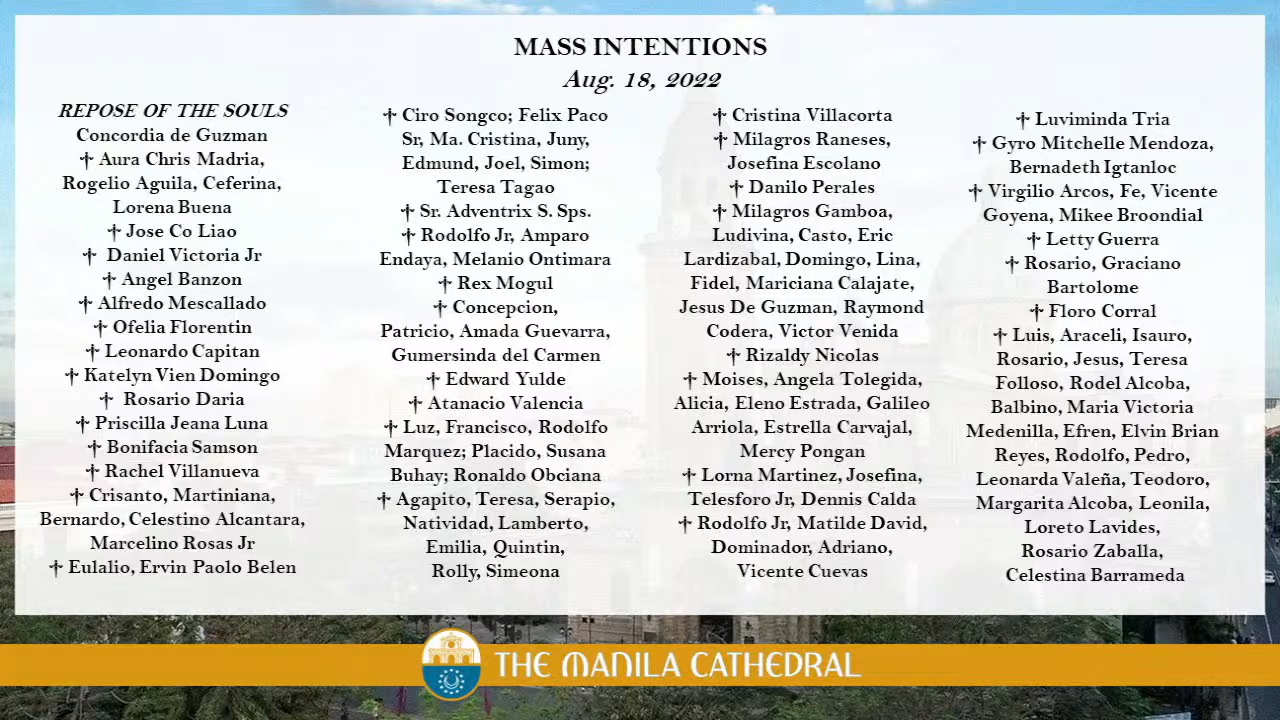 MASS INTENTIONS
Aug. 18, 2022
REPOSE OF THE SOULS
Concordia de Guzman
✝ Aura Chris Madria,
Rogelio Aguila, Ceferina,
Lorena Buena
✝ Jose Co Liao
✝ Daniel Victoria Jr
✝ Angel Banzon
✝ Alfredo Mescallado
✝ Ofelia Florentin
✝ Leonardo Capitan
✝ Katelyn Vien Domingo
✝ Rosario Daria
✝ Priscilla Jeana Luna
✝ Bonifacia Samson
✝ Rachel Villanueva
✝ Crisanto, Martiniana,
Bernardo, Celestino Alcantara,
Marcelino Rosas Jr
✝ Eulalio, Ervin Paolo Belen
✝ Ciro Songco; Felix Paco
Sr, Ma. Cristina, Juny,
Edmund, Joel, Simon;
Teresa Tagao
✝ Sr. Adventrix S. Sps.
✝ Rodolfo Jr, Amparo
Endaya, Melanio Ontimara
✝ Rex Mogul
✝ Concepcion,
Patricio, Amada Guevarra,
Gumersinda del Carmen
✝ Edward Yulde
✝ Atanacio Valencia
✝ Luz, Francisco, Rodolfo
Marquez; Placido, Susana
Buhay; Ronaldo Obciana
✝ Agapito, Teresa, Serapio,
Natividad, Lamberto,
Emilia, Quintin,
Rolly, Simeona
✝ Cristina Villacorta
✝ Milagros Raneses,
Josefina Escolano
✝ Danilo Perales
✝ Milagros Gamboa,
Ludivina, Casto, Eric
Lardizabal, Domingo, Lina,
Fidel, Mariciana Calajate,
Jesus De Guzman, Raymond
Codera, Victor Venida
✝ Rizaldy Nicolas
✝ Moises, Angela Tolegida,
Alicia, Eleno Estrada, Galileo
Arriola, Estrella Carvajal,
Mercy Pongan
✝ Lorna Martinez, Josefina,
Telesforo Jr, Dennis Calda
✝ Rodolfo Jr, Matilde David,
Dominador, Adriano,
Vicente Cuevas
✝ Luviminda Tria
✝ Gyro Mitchelle Mendoza,
Bernadeth Igtanloc
✝ Virgilio Arcos, Fe, Vicente
Goyena, Mikee Broondial
✝ Letty Guerra
✝ Rosario, Graciano
Bartolome
✝ Floro Corral
✝ Luis, Araceli, Isauro,
Rosario, Jesus, Teresa
Folloso, Rodel Alcoba,
Balbino, Maria Victoria
Medenilla, Efren, Elvin Brian
Reyes, Rodolfo, Pedro,
Leonarda Valeña, Teodoro,
Margarita Alcoba, Leonila,
Loreto Lavides,
Rosario Zaballa,
Celestina Barrameda
THE MANILA CATHEDRAL